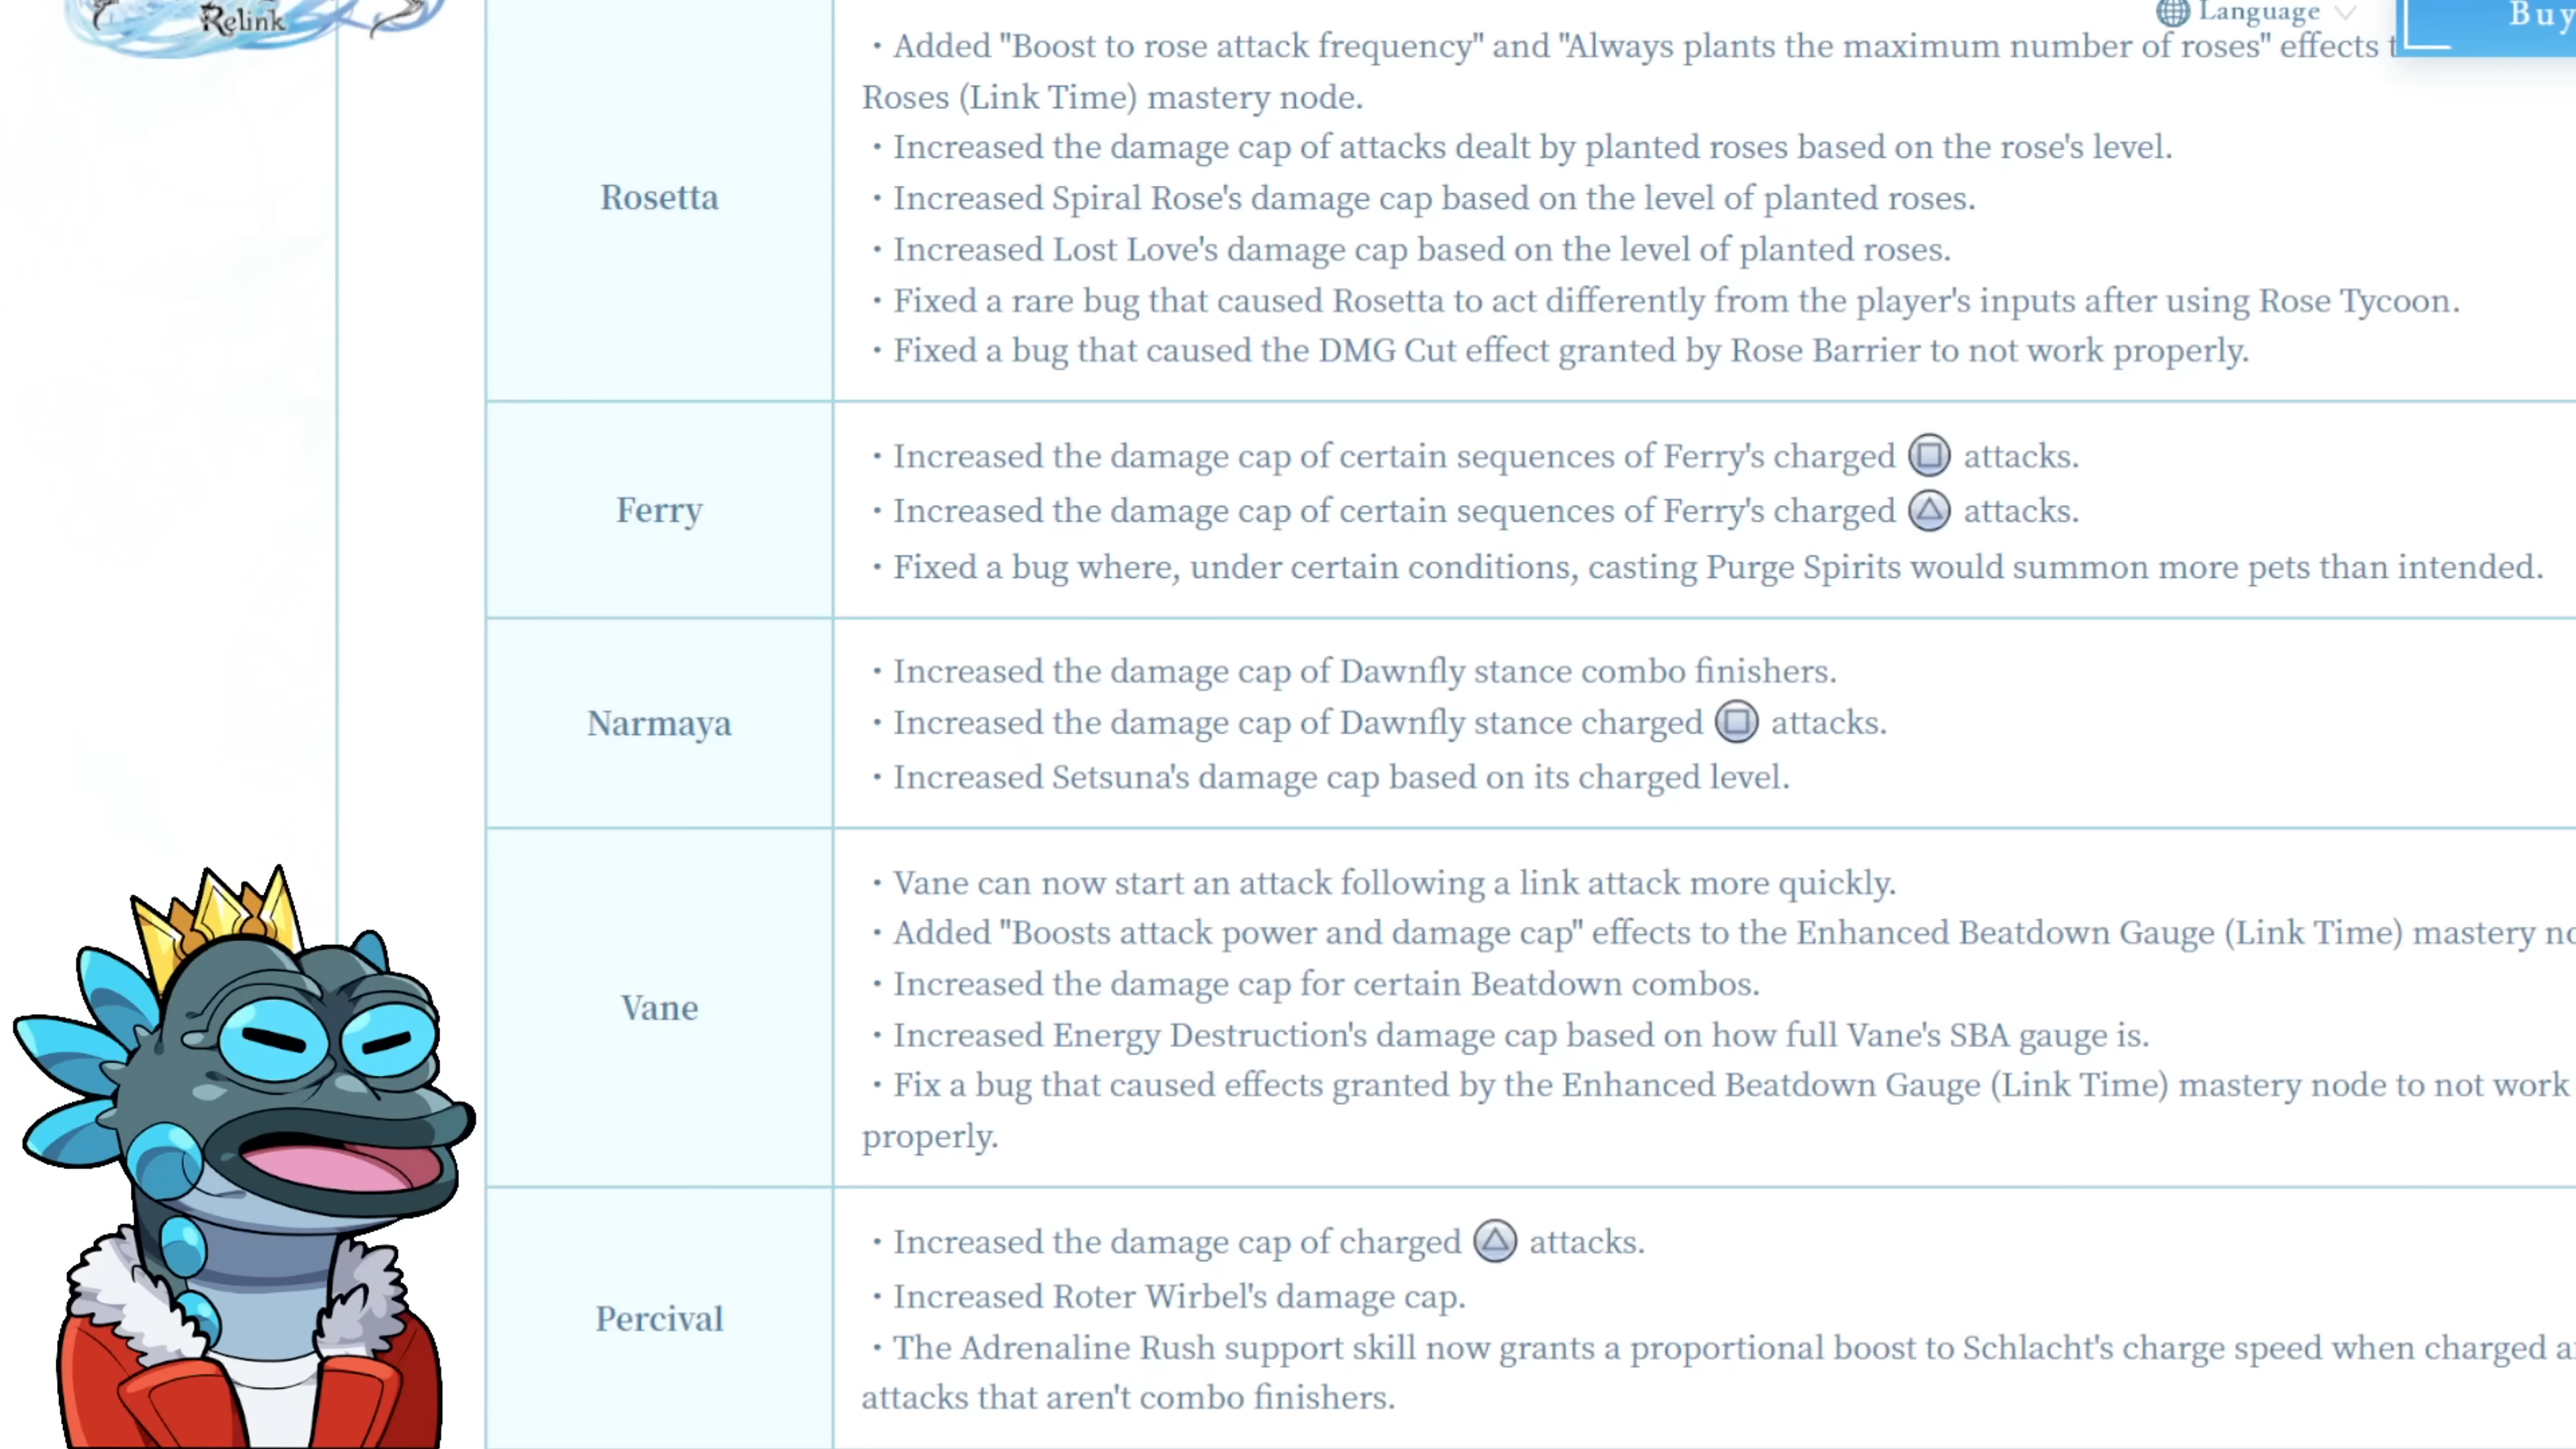 Relink
Language
Buy
・Added "Boost to rose attack frequency" and "Always plants the maximum number of roses" effects
Roses (Link Time) mastery node.
・Increased the damage cap of attacks dealt by planted roses based on the rose's level.
Rosetta
・Increased Spiral Rose's damage cap based on the level of planted roses.
・Increased Lost Love's damage cap based on the level of planted roses.
・Fixed a rare bug that caused Rosetta to act differently from the player's inputs after using Rose Tycoon.
・Fixed a bug that caused the DMG Cut effect granted by Rose Barrier to not work properly.
Ferry
・Increased the damage cap of certain sequences of Ferry's charged attacks.
・Increased the damage cap of certain sequences of Ferry's charged attacks.
・Fixed a bug where, under certain conditions, casting Purge Spirits would summon more pets than intended.
Narmaya
・Increased the damage cap of Dawnfly stance combo finishers.
・Increased the damage cap of Dawnfly stance charged attacks.
・Increased Setsuna's damage cap based on its charged level.
Vane
・Vane can now start an attack following a link attack more quickly.
・Added "Boosts attack power and damage cap" effects to the Enhanced Beatdown Gauge (Link Time) mastery
・Increased the damage cap for certain Beatdown combos.
・Increased Energy Destruction's damage cap based on how full Vane's SBA gauge is.
・Fix a bug that caused effects granted by the Enhanced Beatdown Gauge (Link Time) mastery node to not work
properly.
Percival
・Increased the damage cap of charged attacks.
・Increased Roter Wirbel's damage cap.
・The Adrenaline Rush support skill now grants a proportional boost to Schlacht's charge speed when charged
attacks that aren't combo finishers.